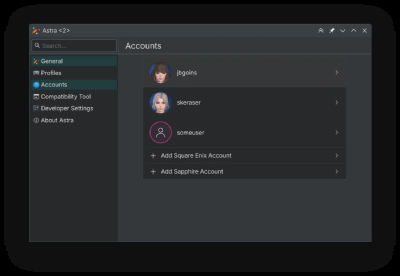 Astra <2>
Search...
General
Profiles
Accounts
Compatibility Tool
Developer Settings
About Astra
Accounts
jbgoins
skeraser
someuser
Add Square Enix Account
Add Sapphire Account